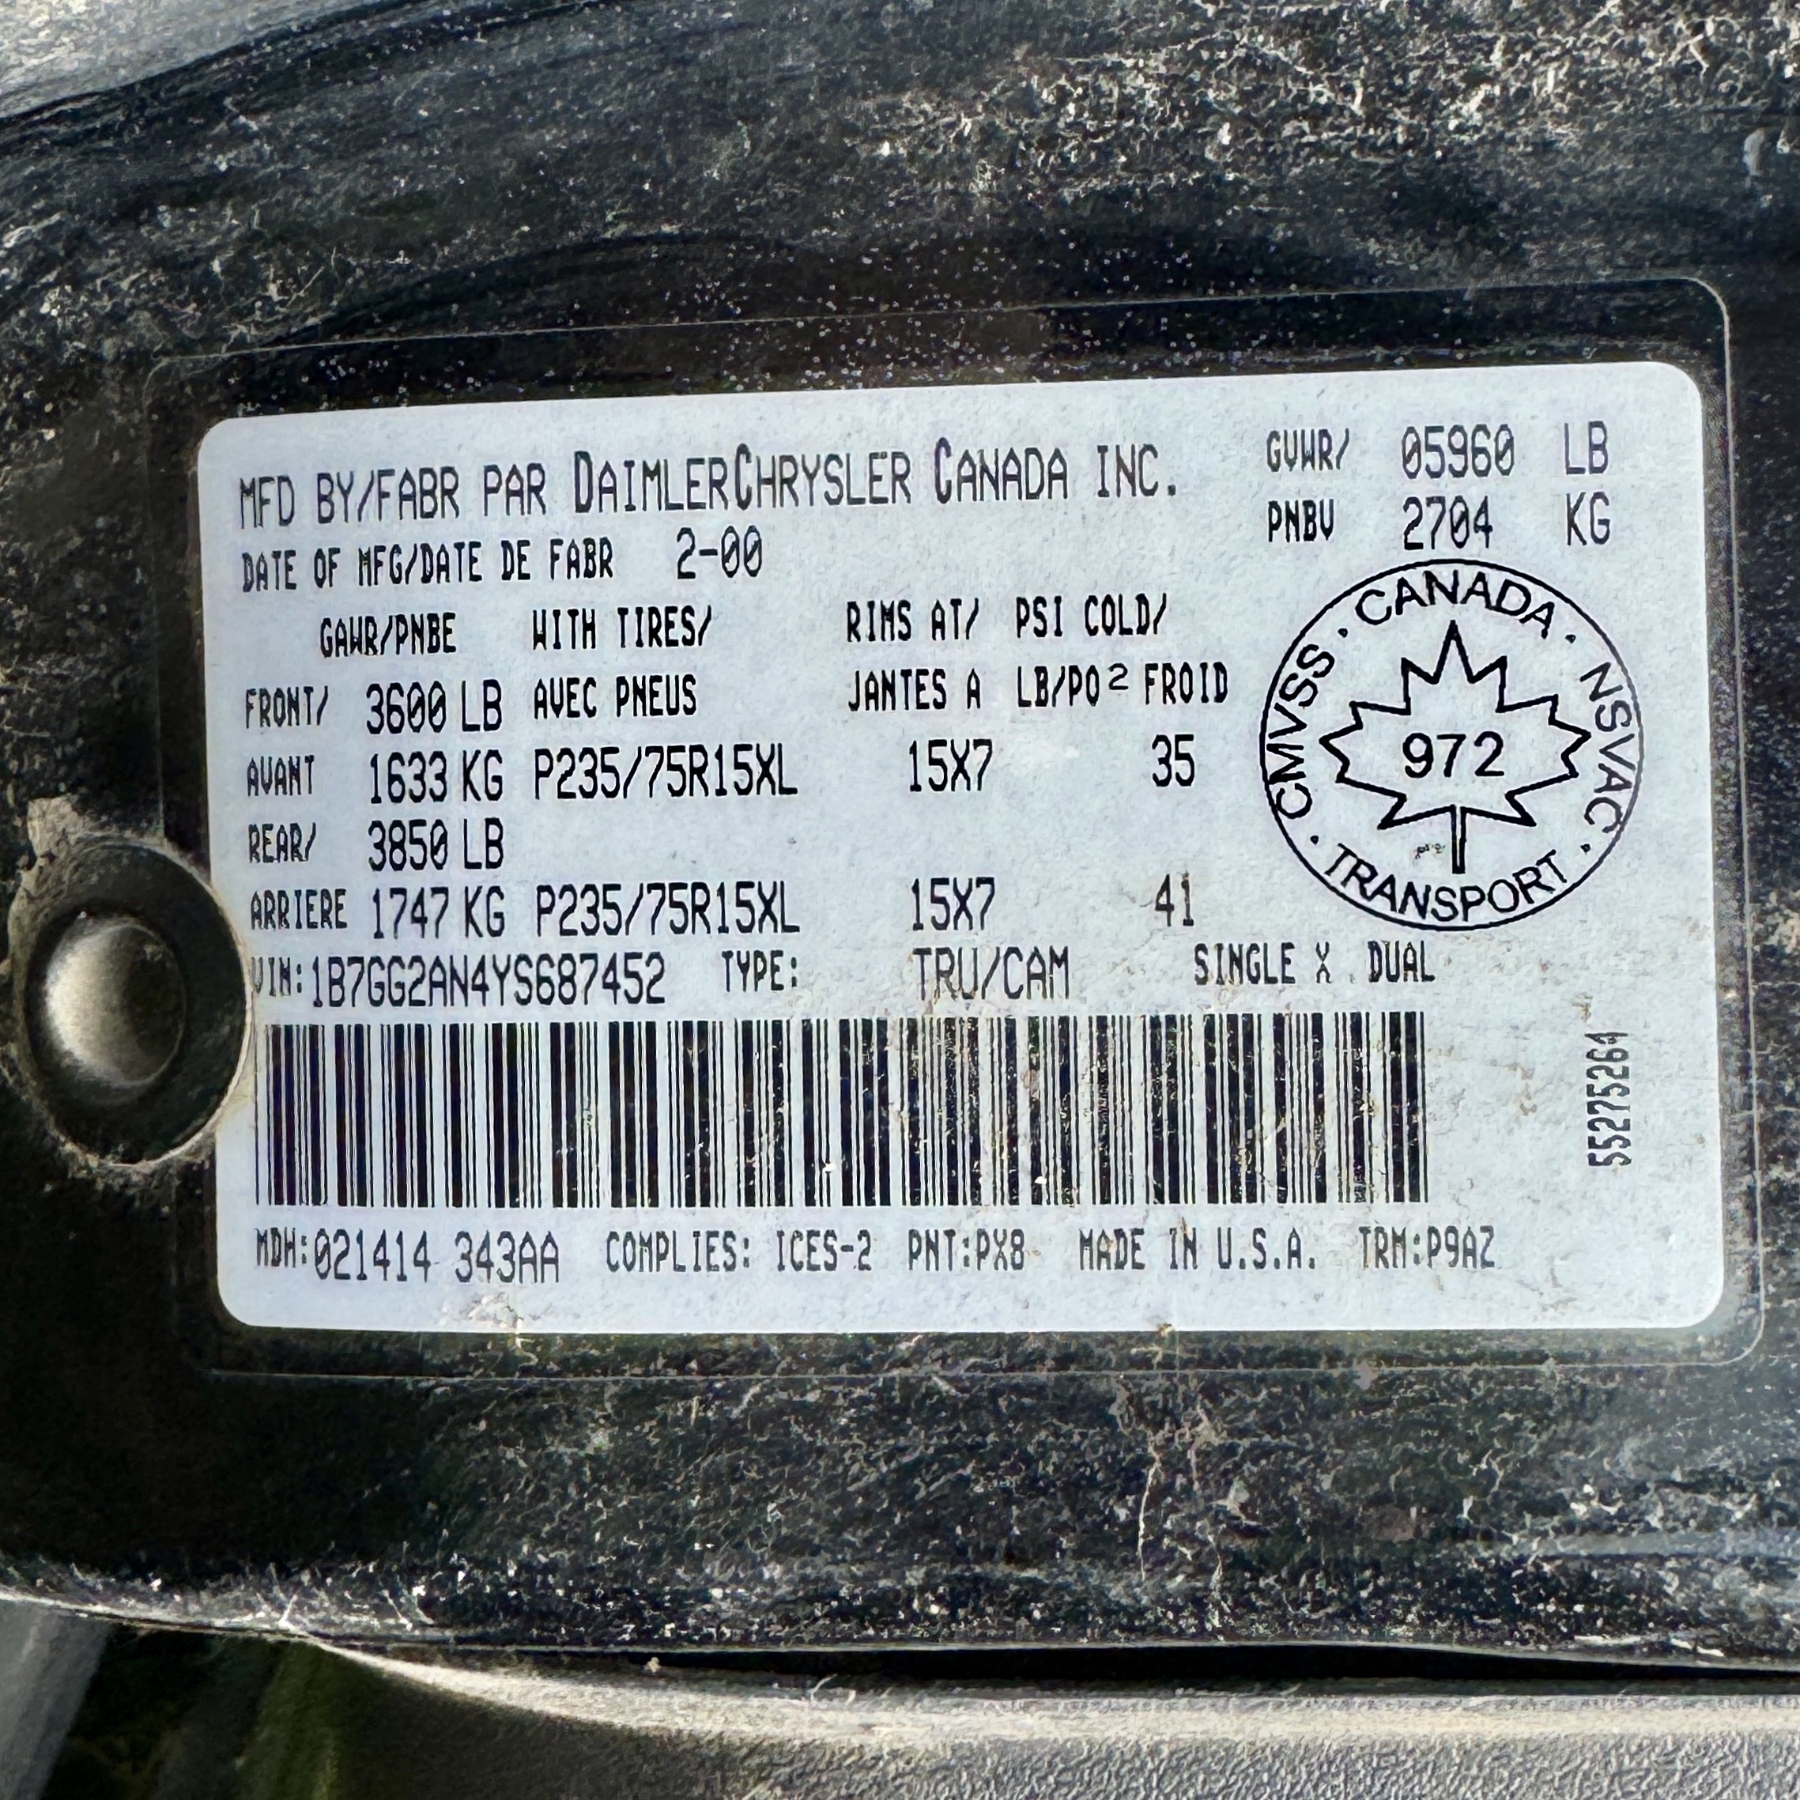 MFD BY/FABR PAR DAIMLERCHRYSLER CANADA INC.
GVWR/ 05960 LB
PNBV 2704 KG
DATE OF MFG/DATE DE FABR 2-00
GAWR/PNBE WITH TIRES/ RIMS AT/ PSI COLD/
FRONT/ 3600 LB AVEC PNEUS JANTES A LB/PO² FROID
AVANT 1633 KG P235/75R15XL 15X7 35
REAR/ 3850 LB
ARRIERE 1747 KG P235/75R15XL 15X7 41
CANADA · NSVAC · TRANSPORT · CMVSS ·
972
VIN:1B7GG2AN4YS687452 TYPE: TRU/CAM SINGLE X DUAL
55275264
MDH:021414 343AA COMPLIES: ICES-2 PNT:PX8 MADE IN U.S.A. TRM:P9AZ